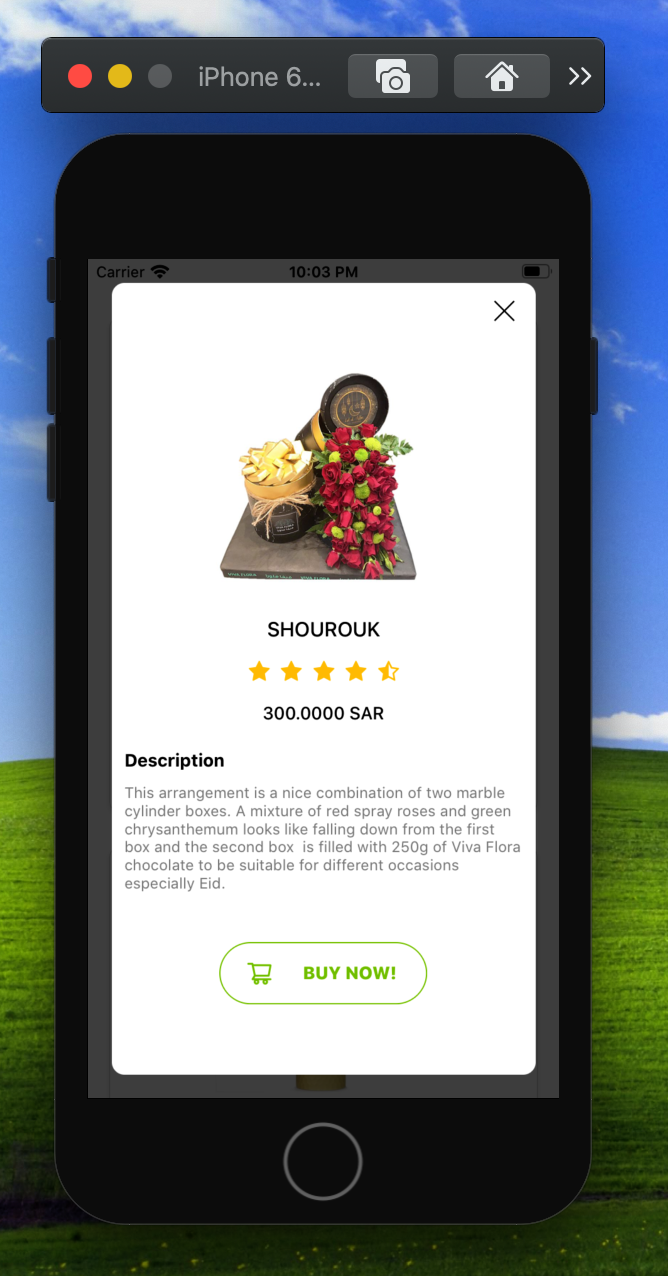 iPhone 6...
Carrier
10:03 PM
SHOUROUK
300.0000 SAR
Description
This arrangement is a nice combination of two marble
cylinder boxes. A mixture of red spray roses and green
chrysanthemum looks like falling down from the first
box and the second box  is filled with 250g of Viva Flora
chocolate to be suitable for different occasions
especially Eid.
BUY NOW!